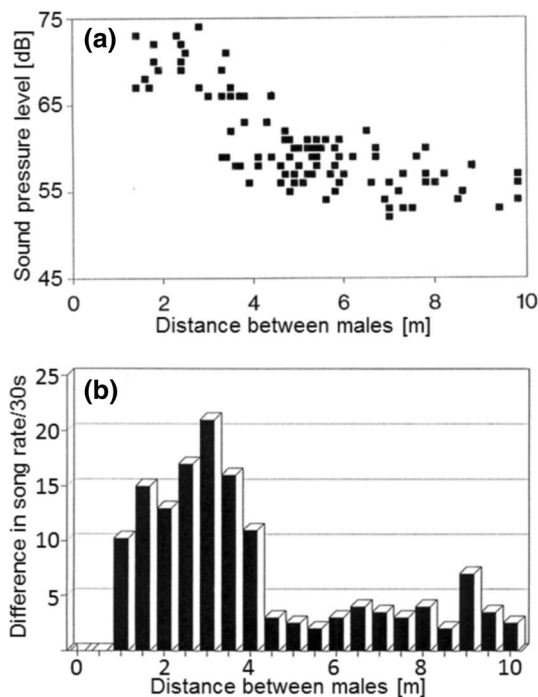 (a)
Sound pressure level [dB]
75
65
55
45
0 2 4 6 8 10
Distance between males [m]
(b)
Difference in song rate/30s
25
20
15
10
5
0 2 4 6 8 10
Distance between males [m]